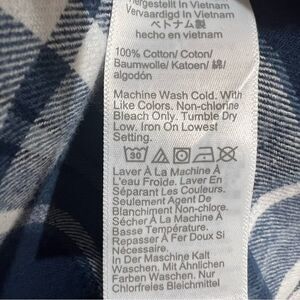 Hergestellt in Vietnam
Vervaardigd In Vietnam
ベトナム製
hecho en vietnam
100% Cotton/ Coton/
Baumwolle/ Katoen/ 綿/
algodón
Machine Wash Cold. With
Like Colors. Non-chlorine
Bleach Only. Tumble Dry
Low. Iron On Lowest
Setting.
30
Laver À La Machine À
L'eau Froide. Laver En
Séparant Les Couleurs.
Seulement Agent De
Blanchiment Non-chlore.
Sécher À La Machine À
Basse Température.
Repasser À Fer Doux Si
Nécessaire.
In Der Maschine Kalt
Waschen. Mit Ähnlichen
Farben Waschen. Nur
Chlorfreies Bleichmittel